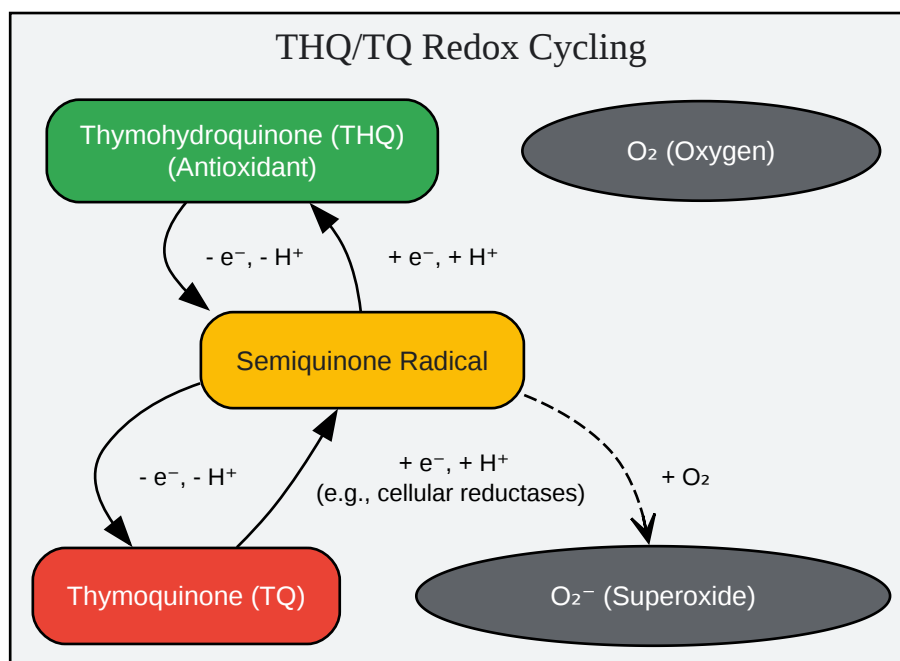 THQ/TQ Redox Cycling
Thymohydroquinone (THQ)
(Antioxidant)
O₂ (Oxygen)
- e⁻, - H⁺
+ e⁻, + H⁺
Semiquinone Radical
- e⁻, - H⁺
+ e⁻, + H⁺
(e.g., cellular reductases)
+ O₂
Thymoquinone (TQ)
O₂⁻ (Superoxide)